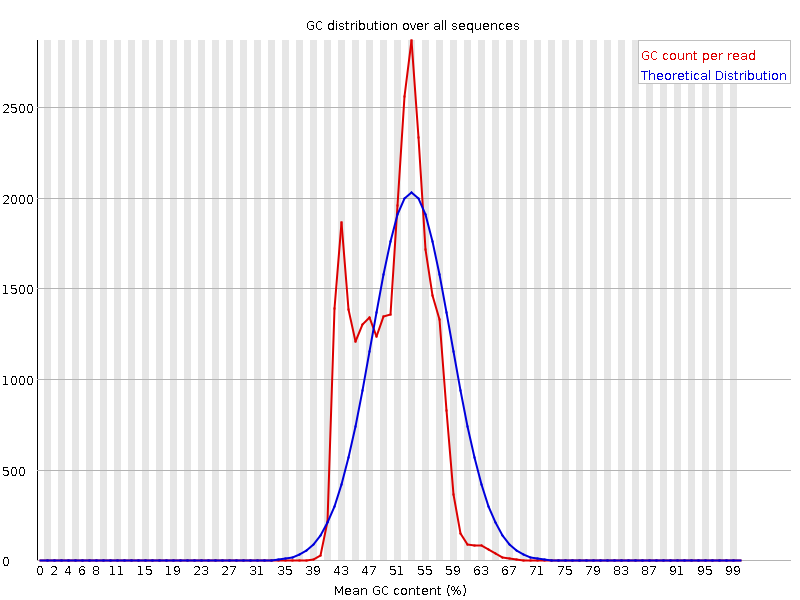 GC distribution over all sequences
GC count per read
Theoretical Distribution
2500
2000
1500
1000
500
0
0 2 4 6 8 11 15 19 23 27 31 35 39 43 47 51 55 59 63 67 71 75 79 83 87 91 95 99
Mean GC content (%)